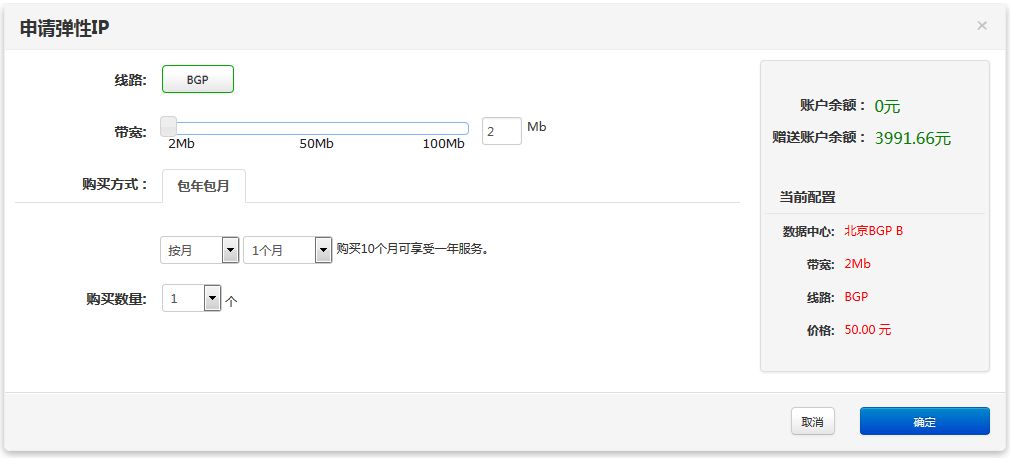 申请弹性IP
×
线路: BGP
带宽: 2 Mb
2Mb 50Mb 100Mb
购买方式： 包年包月
按月 1个月 购买10个月可享受一年服务。
购买数量: 1 个
账户余额： 0元
赠送账户余额： 3991.66元
当前配置
数据中心: 北京BGP B
带宽: 2Mb
线路: BGP
价格: 50.00 元
取消 确定